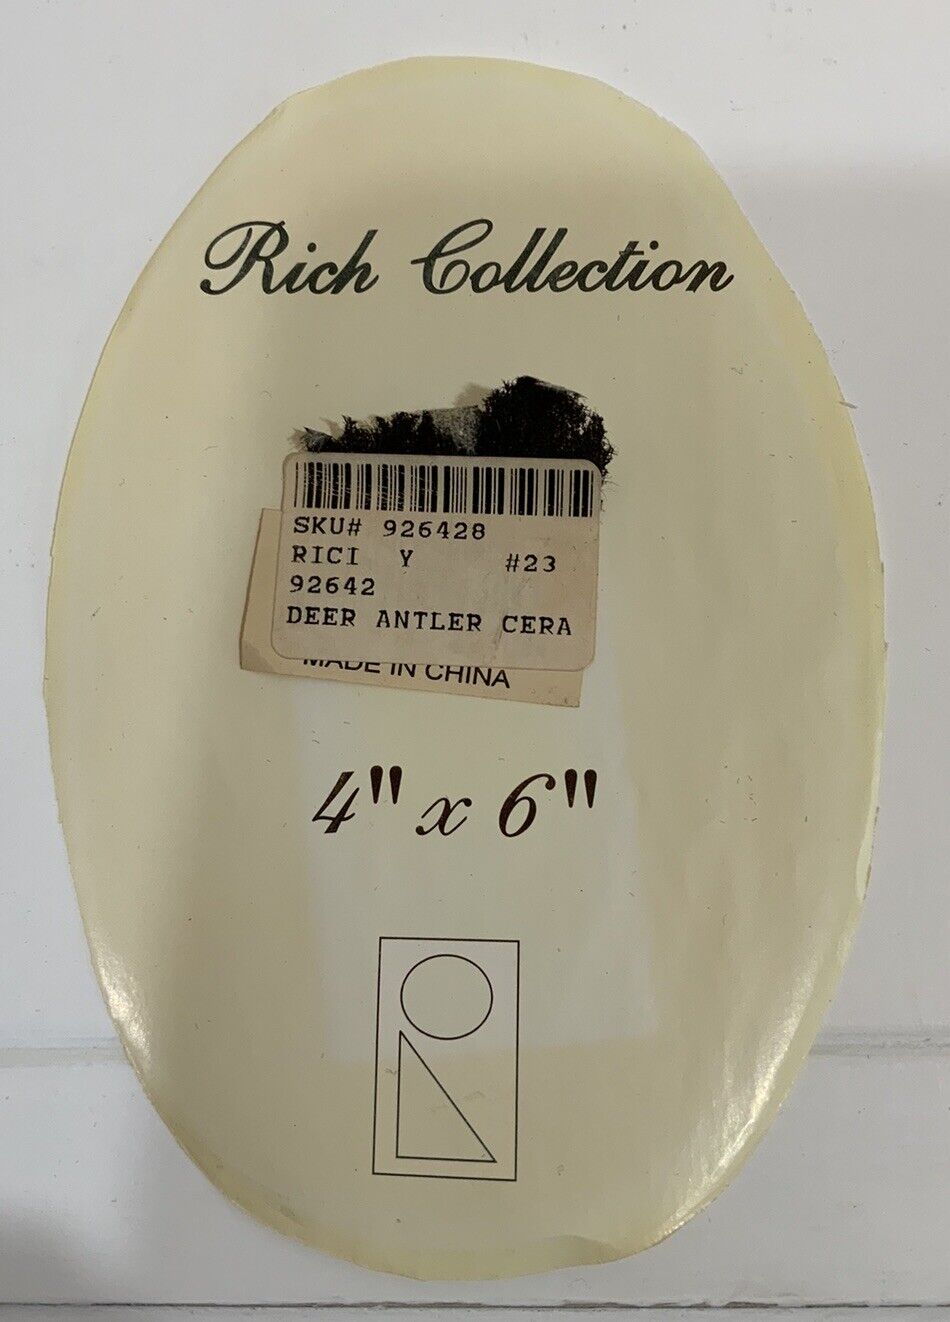 Rich Collection
SKU# 926428
RICI Y #23
92642
DEER ANTLER CERA
MADE IN CHINA
4" x 6"